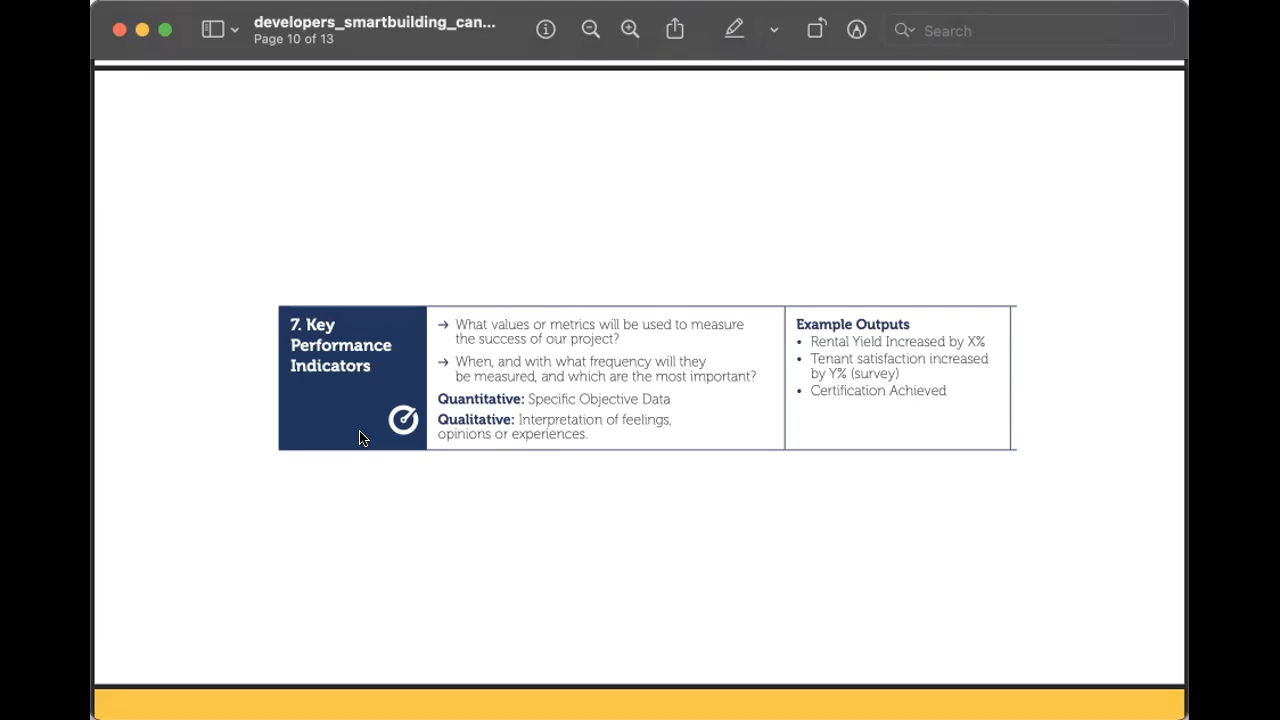 developers_smartbuilding_can...
Page 10 of 13
Search
7. Key
Performance
Indicators
→ What values or metrics will be used to measure
the success of our project?
→ When, and with what frequency will they
be measured, and which are the most important?
Quantitative: Specific Objective Data
Qualitative: Interpretation of feelings,
opinions or experiences.
Example Outputs
• Rental Yield Increased by X%
• Tenant satisfaction increased
by Y% (survey)
• Certification Achieved